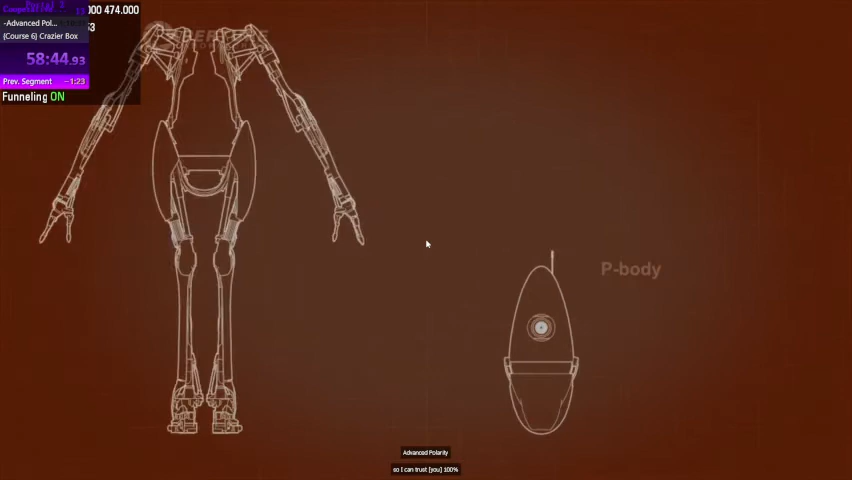 000 474.000
-Advanced Polar...
{Course 6} Crazier Box
58:44.93
Prev. Segment −1:23
Funneling ON
P-body
Advanced Polarity
so I can trust [you] 100%